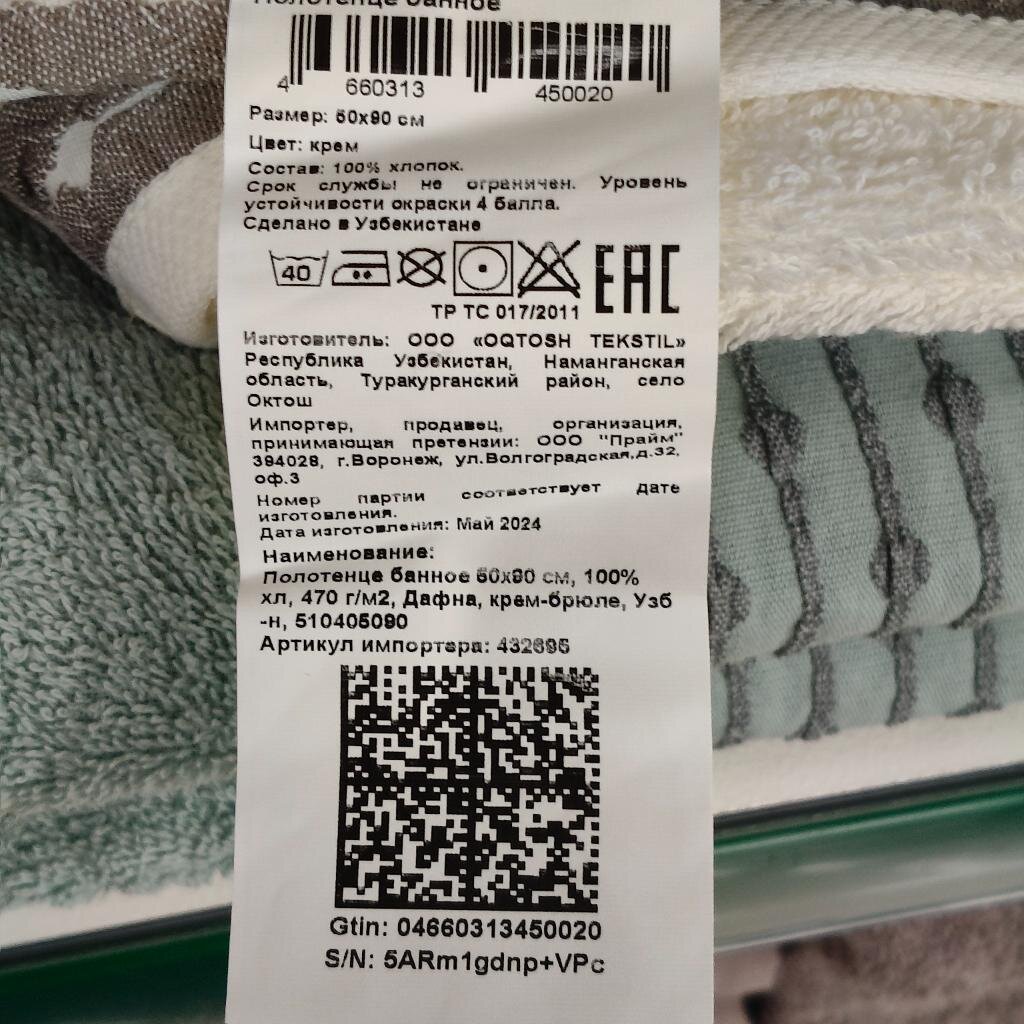 Полотенце банное
4 660313 450020
Размер: 50х90 см
Цвет: крем
Состав: 100% хлопок.
Срок службы не ограничен. Уровень
устойчивости окраски 4 балла.
Сделано в Узбекистане
40
EAC
ТР ТС 017/2011
Изготовитель: ООО «OQTOSH TEKSTIL»
Республика Узбекистан, Наманганская
область, Туракурганский район, село
Октош
Импортер, продавец, организация,
принимающая претензии: ООО "Прайм"
394028, г.Воронеж, ул.Волгоградская,д.32,
оф.3
Номер партии соответствует дате
изготовления.
Дата изготовления: Май 2024
Наименование:
Полотенце банное 50х90 см, 100%
хл, 470 г/м2, Дафна, крем-брюле, Узб
-н, 510405090
Артикул импортера: 432695
Gtin: 04660313450020
S/N: 5ARm1gdnp+VPc